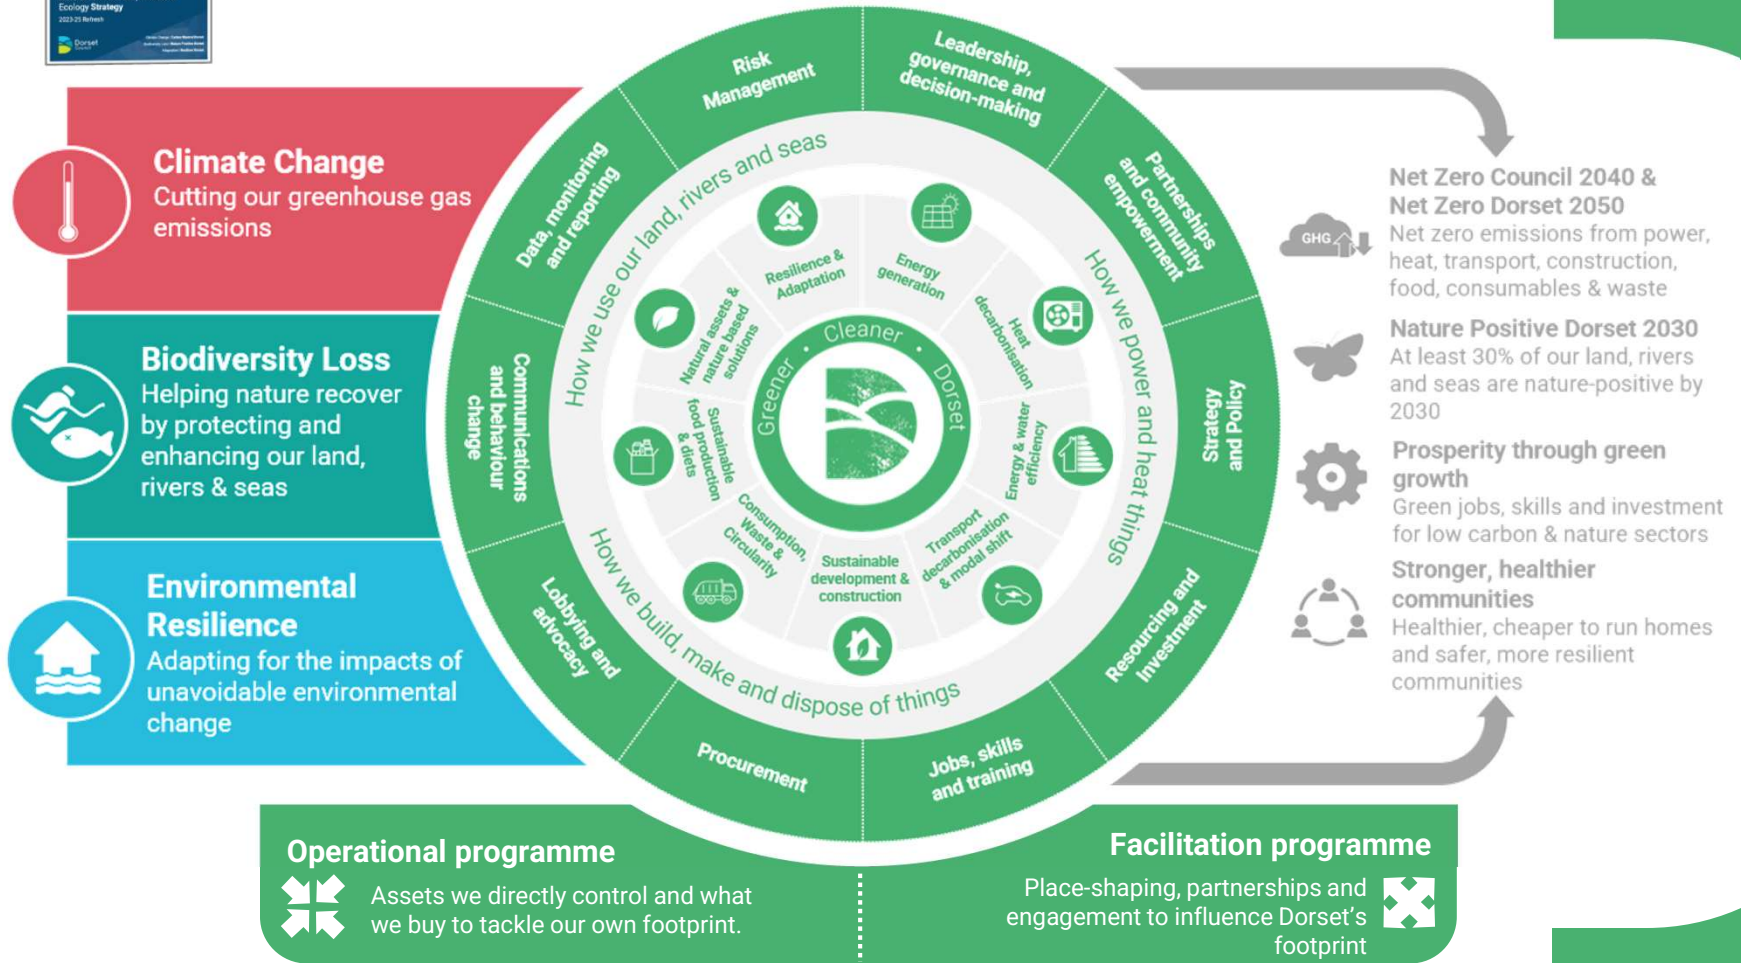 Ecology Strategy
2023-25 Refresh
Dorset
Council
Climate Change
Cutting our greenhouse gas
emissions
Biodiversity Loss
Helping nature recover
by protecting and
enhancing our land,
rivers & seas
Environmental
Resilience
Adapting for the impacts of
unavoidable environmental
change
Risk
Management
Leadership,
governance and
decision-making
Partnerships
and community
empowerment
Strategy
and Policy
Resourcing and
Investment
Jobs, skills
and training
Procurement
Lobbying and
advocacy
Communications
and behaviour
change
Data, monitoring
and reporting
How we use our land, rivers and seas
How we power and heat things
How we build, make and dispose of things
Resilience &
Adaptation
Energy
generation
Heat
decarbonisation
Energy & water
efficiency
Transport
decarbonisation
& modal shift
Sustainable
development &
construction
Consumption,
Waste &
Circularity
Sustainable
food production
& diets
Natural assets &
nature based
solutions
Greener • Cleaner • Dorset
GHG
Net Zero Council 2040 &
Net Zero Dorset 2050
Net zero emissions from power,
heat, transport, construction,
food, consumables & waste
Nature Positive Dorset 2030
At least 30% of our land, rivers
and seas are nature-positive by
2030
Prosperity through green
growth
Green jobs, skills and investment
for low carbon & nature sectors
Stronger, healthier
communities
Healthier, cheaper to run homes
and safer, more resilient
communities
Operational programme
Assets we directly control and what
we buy to tackle our own footprint.
Facilitation programme
Place-shaping, partnerships and
engagement to influence Dorset's
footprint